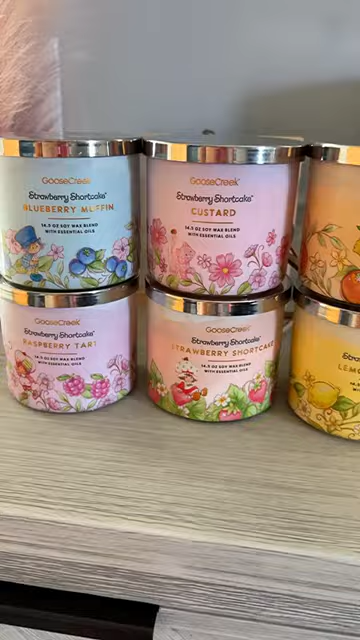 GooseCreek
Strawberry Shortcake
BLUEBERRY MUFFIN
14.5 OZ SOY WAX BLEND
WITH ESSENTIAL OILS
GooseCreek
Strawberry Shortcake
CUSTARD
14.5 OZ SOY WAX BLEND
WITH ESSENTIAL OILS
GooseCreek
Strawberry Shortcake
RASPBERRY TART
14.5 OZ SOY WAX BLEND
WITH ESSENTIAL OILS
GooseCreek
Strawberry Shortcake
STRAWBERRY SHORTCAKE
14.5 OZ SOY WAX BLEND
WITH ESSENTIAL OILS
Strawber
LEMO